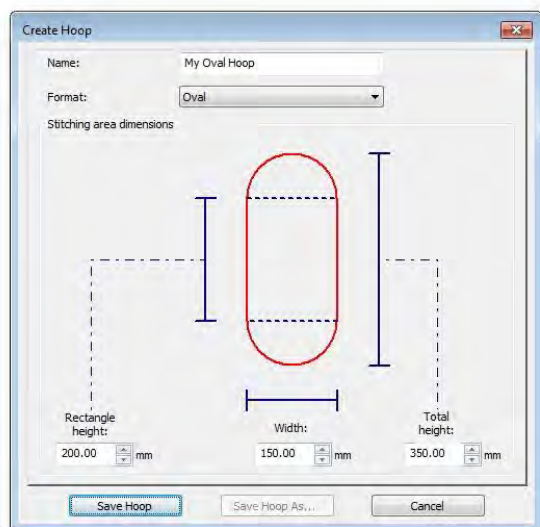 Create Hoop
Name: My Oval Hoop
Format: Oval
Stitching area dimensions
Rectangle
height:
200.00 mm
Width:
150.00 mm
Total
height:
350.00 mm
Save Hoop Save Hoop As... Cancel